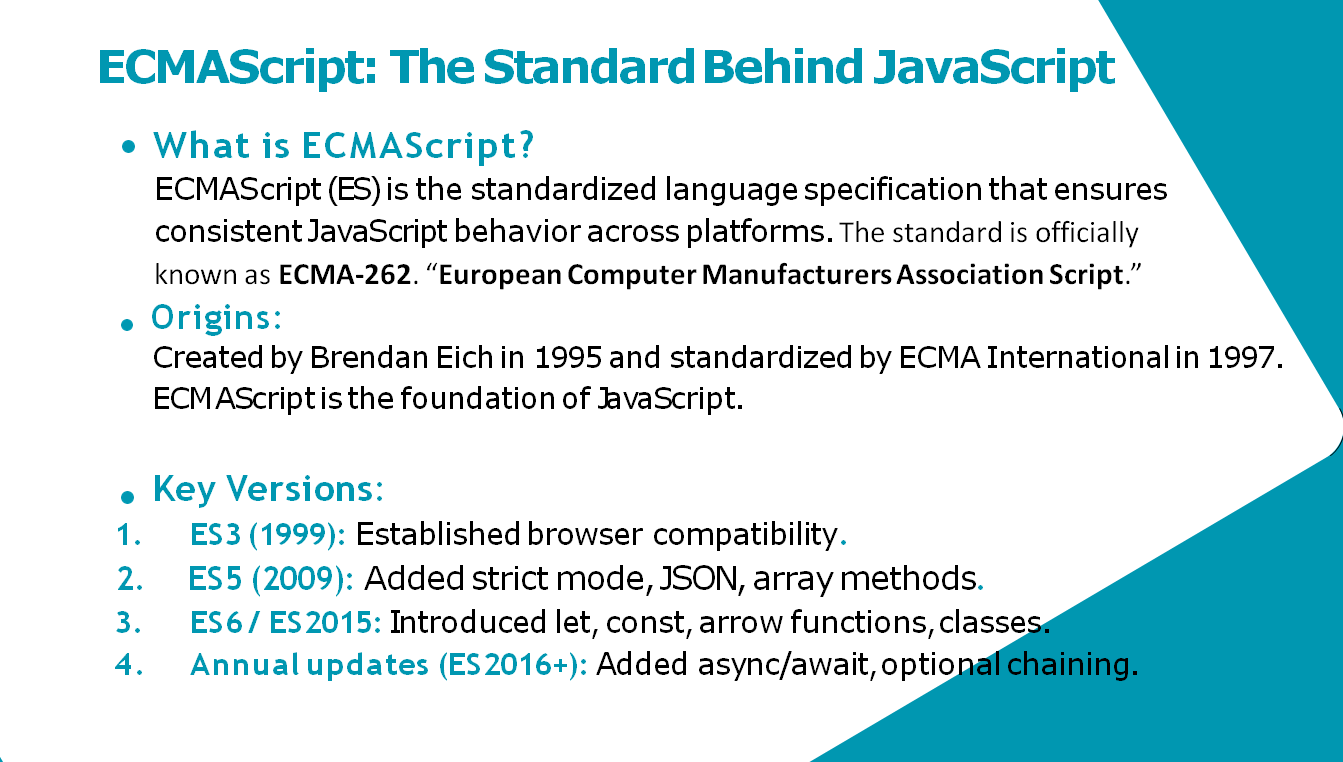 ECMAScript: The Standard Behind JavaScript
• What is ECMAScript?
ECMAScript (ES) is the standardized language specification that ensures
consistent JavaScript behavior across platforms. The standard is officially
known as ECMA-262. “European Computer Manufacturers Association Script.”
• Origins:
Created by Brendan Eich in 1995 and standardized by ECMA International in 1997.
ECMAScript is the foundation of JavaScript.
• Key Versions:
1. ES3 (1999): Established browser compatibility.
2. ES5 (2009): Added strict mode, JSON, array methods.
3. ES6 / ES2015: Introduced let, const, arrow functions, classes.
4. Annual updates (ES2016+): Added async/await, optional chaining.